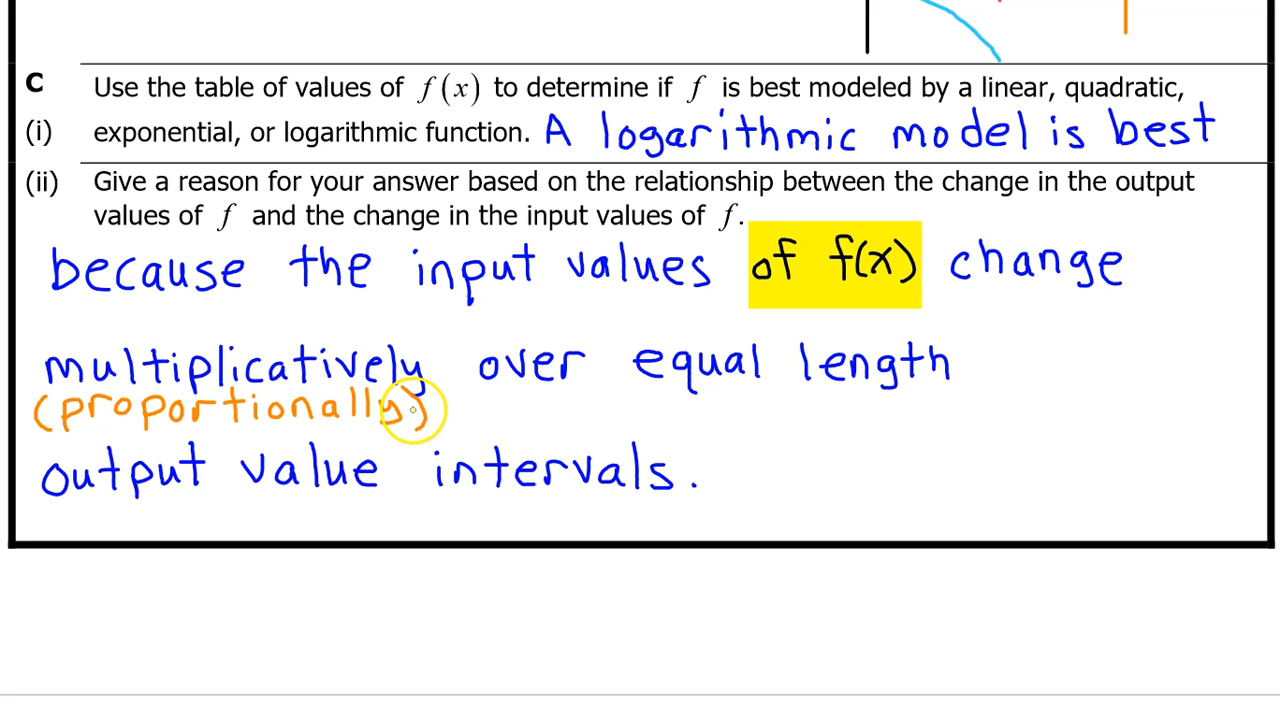 C Use the table of values of f(x) to determine if f is best modeled by a linear, quadratic,
(i) exponential, or logarithmic function. A logarithmic model is best
(ii) Give a reason for your answer based on the relationship between the change in the output
values of f and the change in the input values of f.
because the input values of f(x) change
multiplicatively over equal length
(proportionally)
output value intervals.